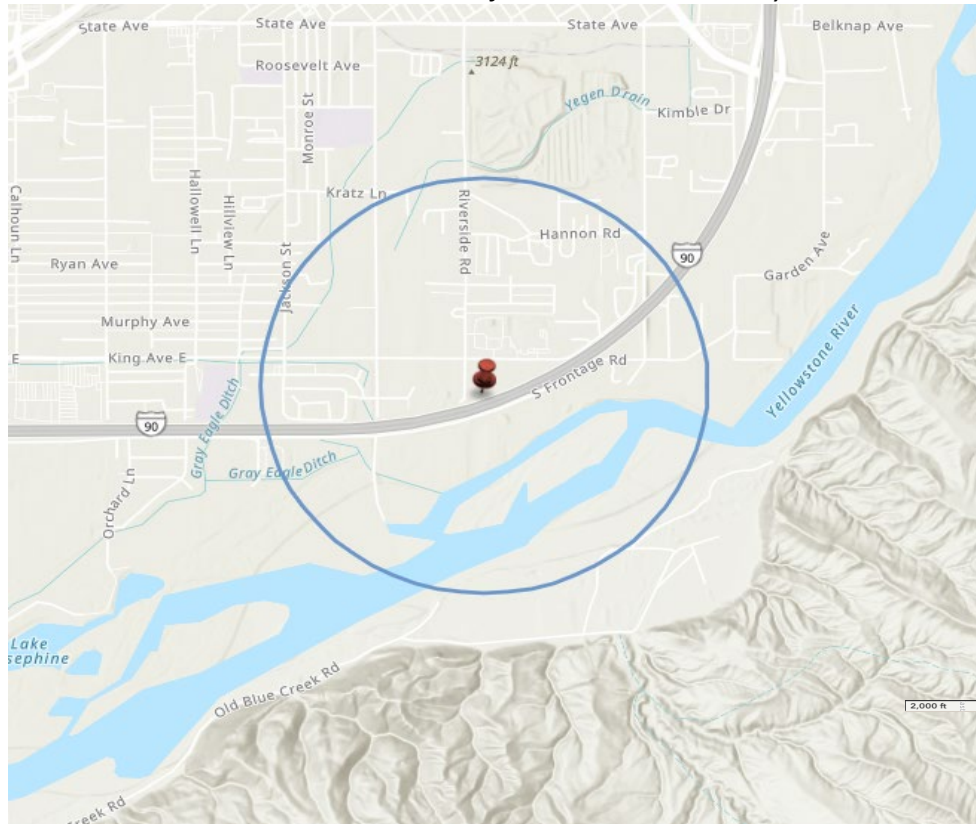 State Ave
State Ave
State Ave
Belknap Ave
Roosevelt Ave
3124 ft
Monroe St
Yegen Drain
Kimble Dr
Calhoun Ln
Hallowell Ln
Hillview Ln
Kratz Ln
Riverside Rd
Hannon Rd
90
Garden Ave
Ryan Ave
Jackson St
Murphy Ave
E
King Ave E
S Frontage Rd
Yellowstone River
90
Gray Eagle Ditch
Gray Eagle Ditch
Orchard Ln
Lake
sephine
Old Blue Creek Rd
2,000 ft
Creek Rd